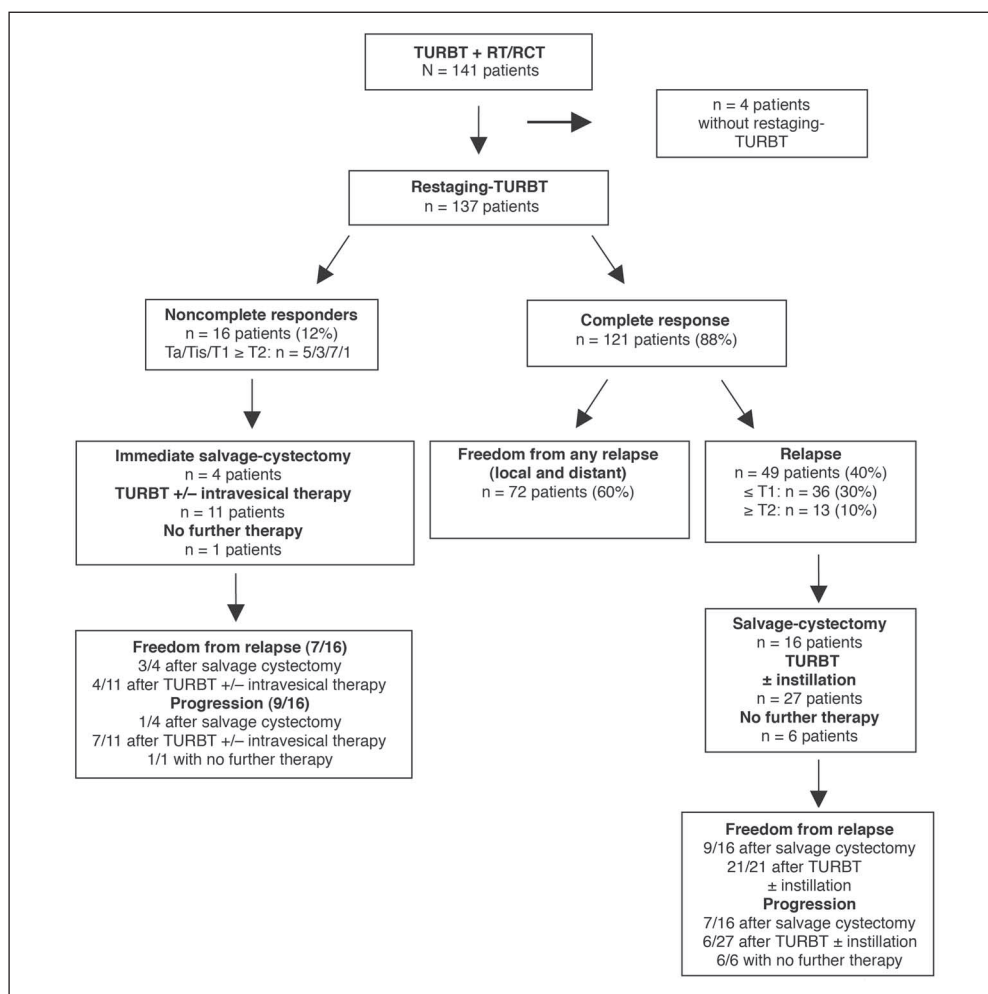 TURBT + RT/RCT
N = 141 patients
n = 4 patients
without restaging-
TURBT
Restaging-TURBT
n = 137 patients
Noncomplete responders
n = 16 patients (12%)
Ta/Tis/T1 ≥ T2: n = 5/3/7/1
Complete response
n = 121 patients (88%)
Immediate salvage-cystectomy
n = 4 patients
TURBT +/– intravesical therapy
n = 11 patients
No further therapy
n = 1 patients
Freedom from any relapse
(local and distant)
n = 72 patients (60%)
Relapse
n = 49 patients (40%)
≤ T1: n = 36 (30%)
≥ T2: n = 13 (10%)
Freedom from relapse (7/16)
3/4 after salvage cystectomy
4/11 after TURBT +/– intravesical therapy
Progression (9/16)
1/4 after salvage cystectomy
7/11 after TURBT +/– intravesical therapy
1/1 with no further therapy
Salvage-cystectomy
n = 16 patients
TURBT
± instillation
n = 27 patients
No further therapy
n = 6 patients
Freedom from relapse
9/16 after salvage cystectomy
21/21 after TURBT
± instillation
Progression
7/16 after salvage cystectomy
6/27 after TURBT ± instillation
6/6 with no further therapy